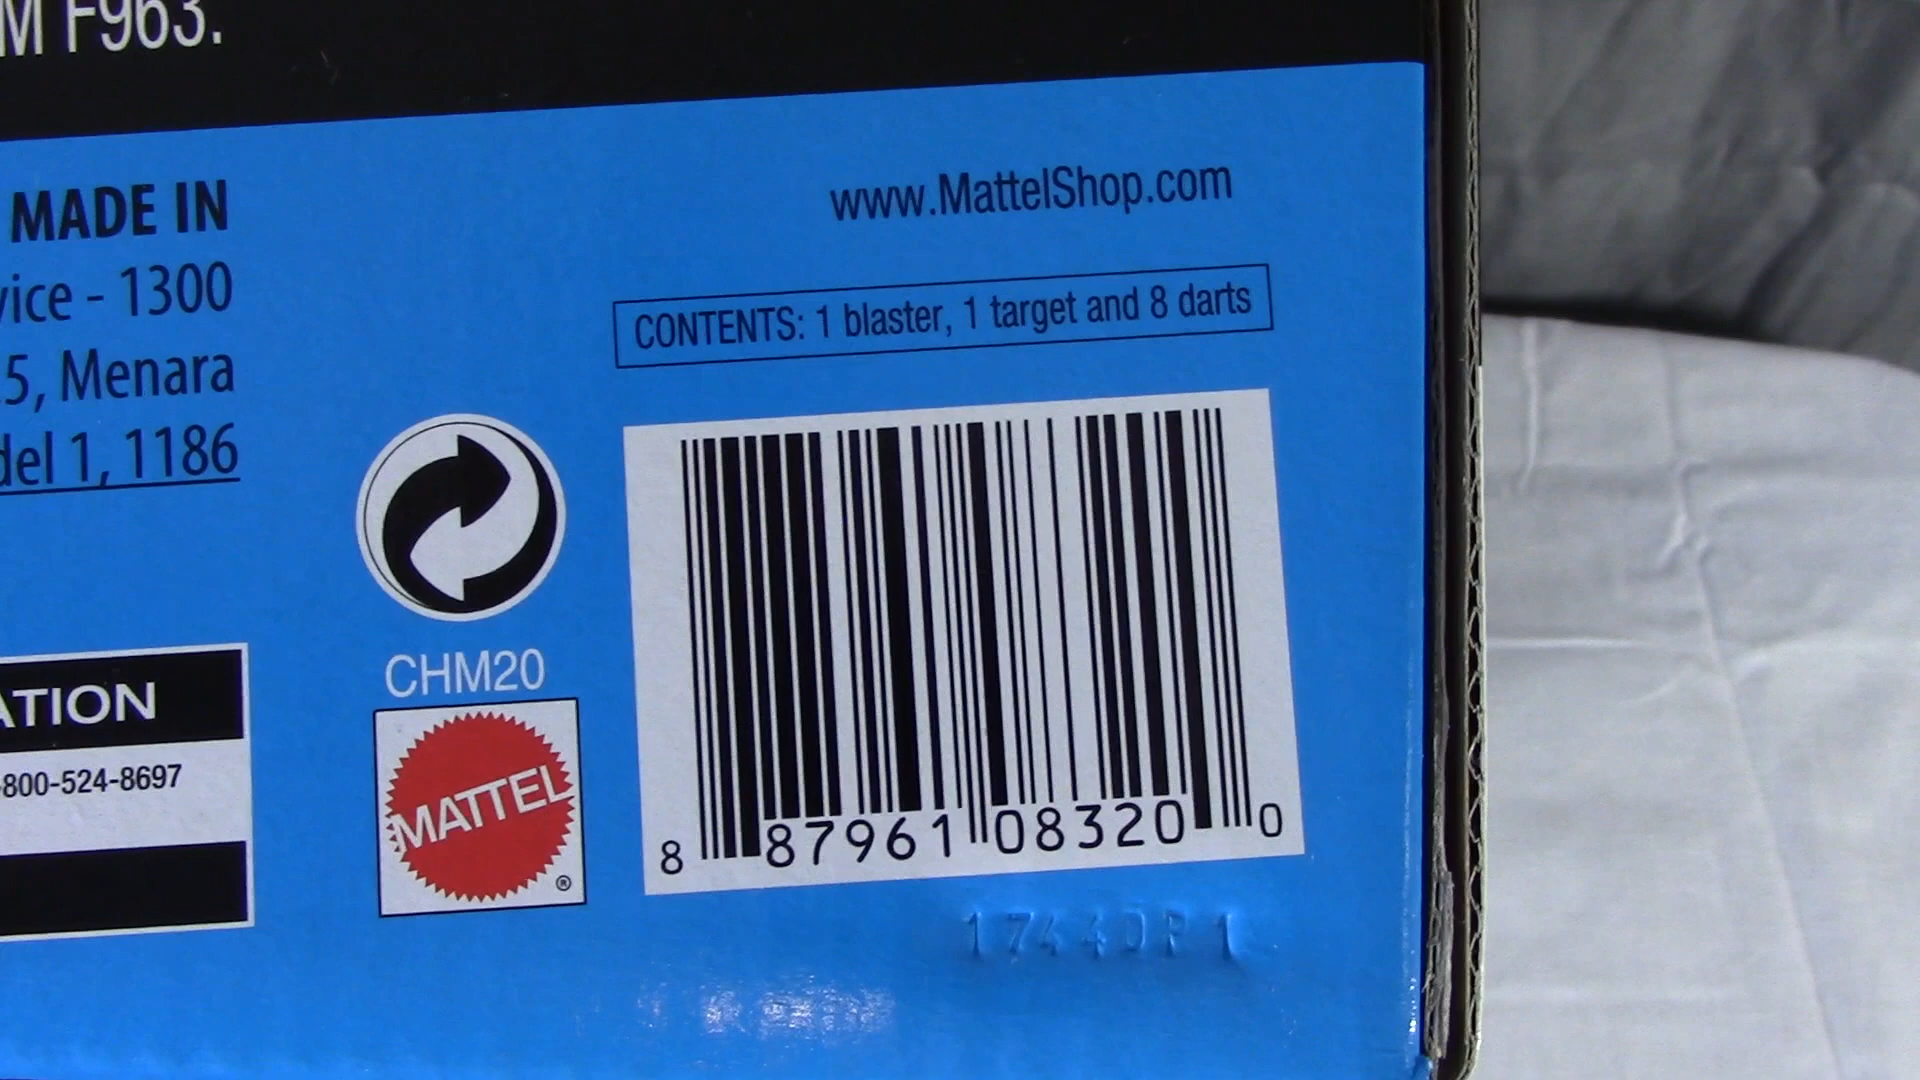 M F963.
MADE IN
vice - 1300
5, Menara
del 1, 1186
www.MattelShop.com
CONTENTS: 1 blaster, 1 target and 8 darts
CHM20
MATTEL
®
ATION
800-524-8697
8 87961 08320 0
1744DP1